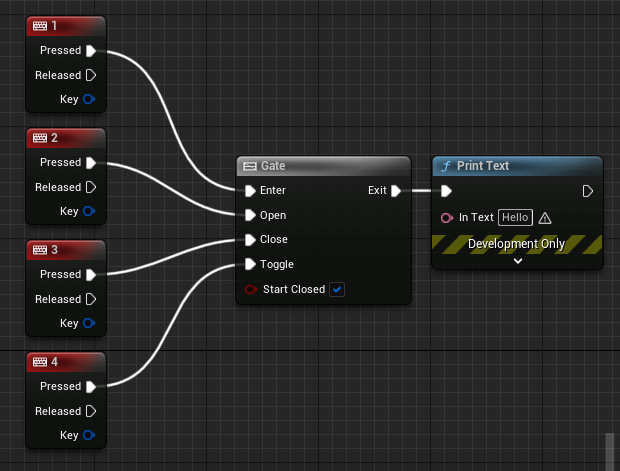 1
Pressed
Released
Key
2
Pressed
Released
Key
3
Pressed
Released
Key
4
Pressed
Released
Key
Gate
Enter Exit
Open
Close
Toggle
Start Closed
f Print Text
In Text Hello
Development Only